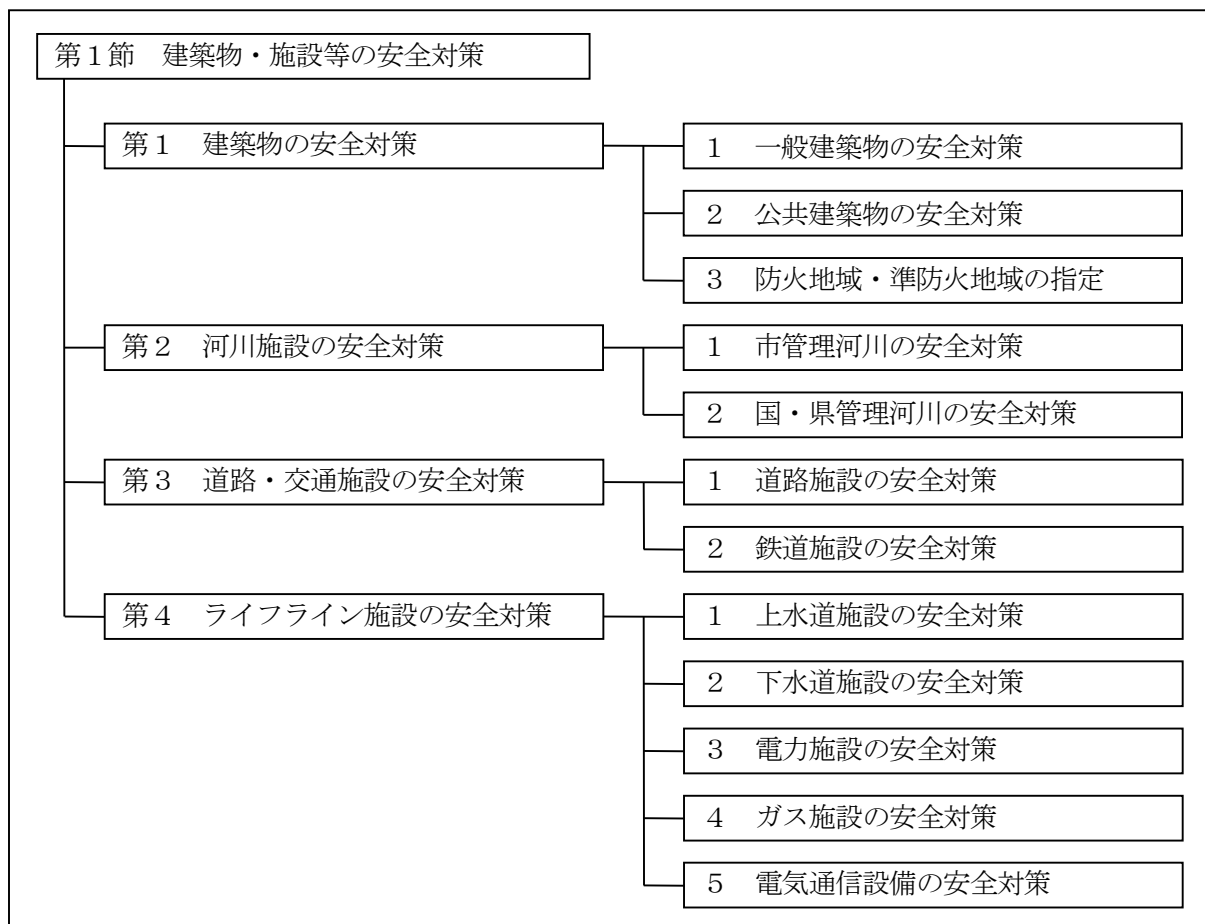 第１節　建築物・施設等の安全対策
第１　建築物の安全対策
１　一般建築物の安全対策
２　公共建築物の安全対策
３　防火地域・準防火地域の指定
第２　河川施設の安全対策
１　市管理河川の安全対策
２　国・県管理河川の安全対策
第３　道路・交通施設の安全対策
１　道路施設の安全対策
２　鉄道施設の安全対策
第４　ライフライン施設の安全対策
１　上水道施設の安全対策
２　下水道施設の安全対策
３　電力施設の安全対策
４　ガス施設の安全対策
５　電気通信設備の安全対策